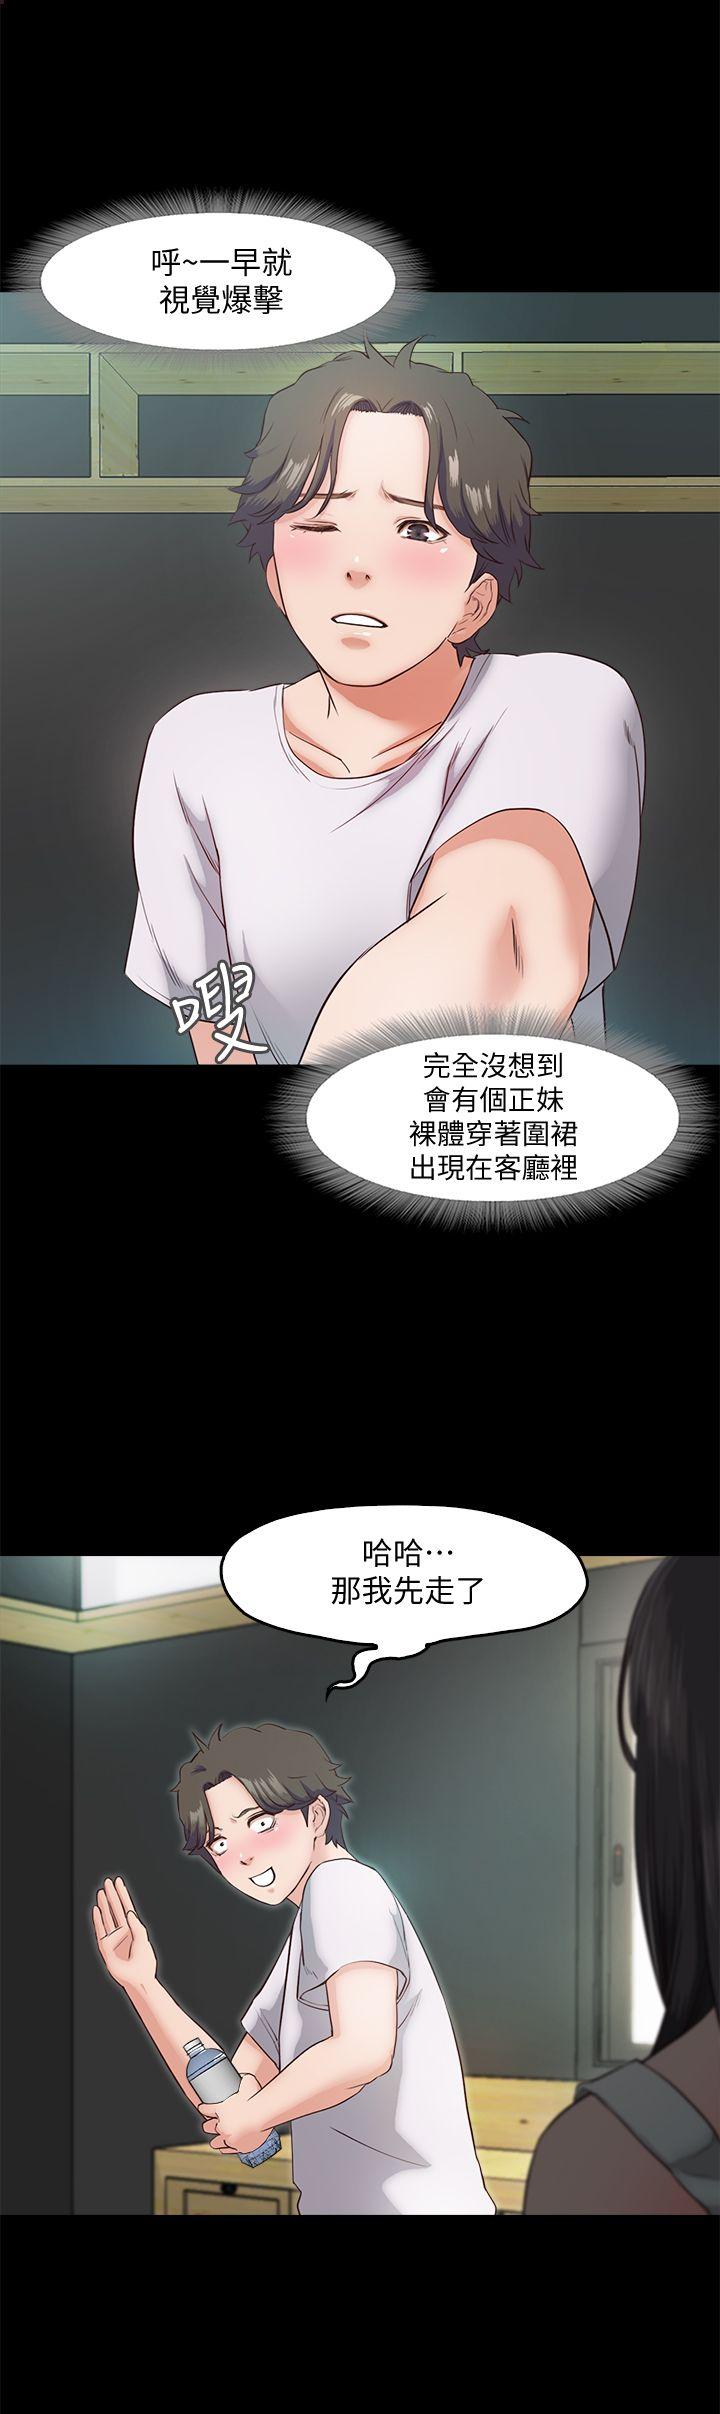 呼~一早就
視覺爆擊
嗖
完全沒想到
會有個正妹
裸體穿著圍裙
出現在客廳裡
哈哈…
那我先走了